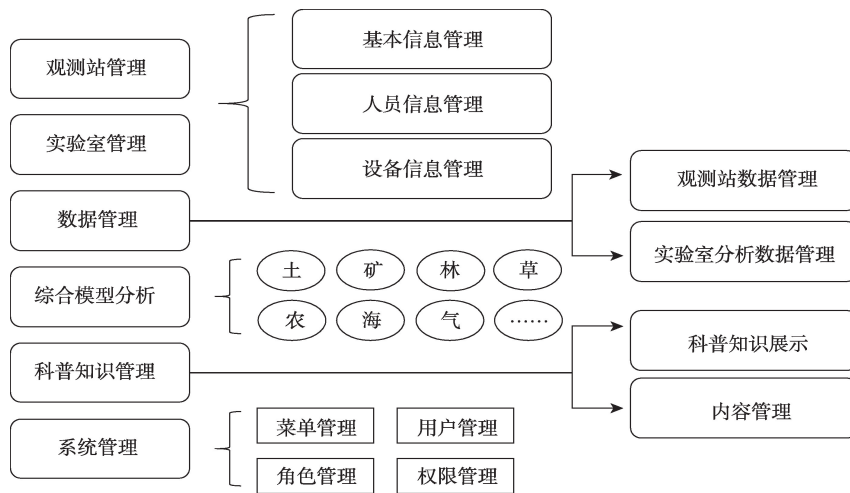 观测站管理
实验室管理
数据管理
综合模型分析
科普知识管理
系统管理
基本信息管理
人员信息管理
设备信息管理
土 矿 林 草
农 海 气 ……
菜单管理 用户管理
角色管理 权限管理
观测站数据管理
实验室分析数据管理
科普知识展示
内容管理